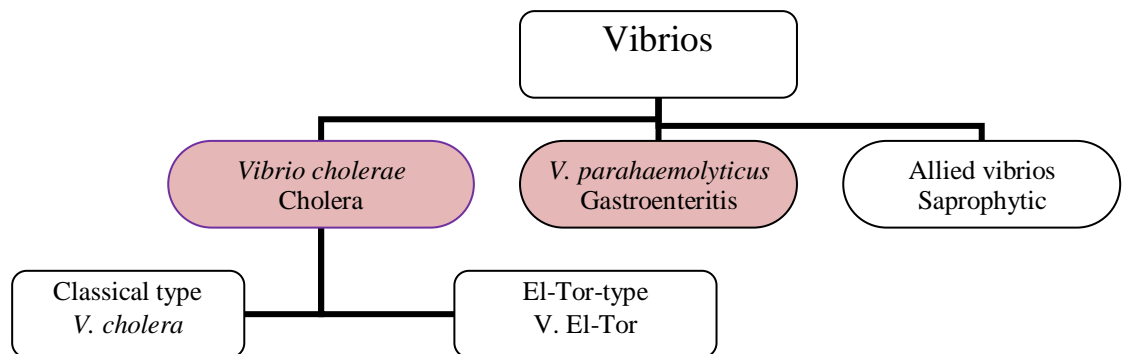 Vibrios
Vibrio cholerae
Cholera
V. parahaemolyticus
Gastroenteritis
Allied vibrios
Saprophytic
Classical type
V. cholera
El-Tor-type
V. El-Tor